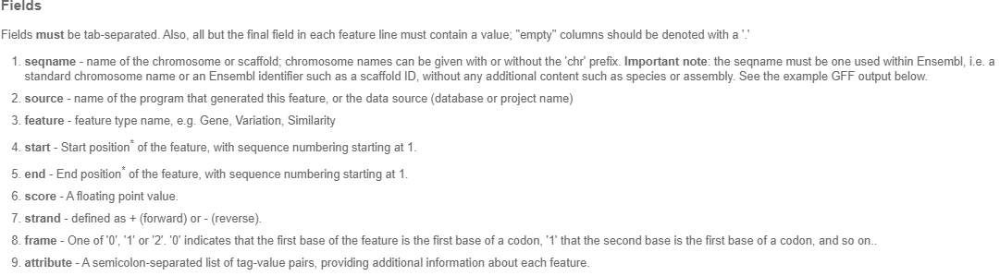 Fields
Fields must be tab-separated. Also, all but the final field in each feature line must contain a value; "empty" columns should be denoted with a '.'
1. seqname - name of the chromosome or scaffold; chromosome names can be given with or without the 'chr' prefix. Important note: the seqname must be one used within Ensembl, i.e. a
standard chromosome name or an Ensembl identifier such as a scaffold ID, without any additional content such as species or assembly. See the example GFF output below.
2. source - name of the program that generated this feature, or the data source (database or project name)
3. feature - feature type name, e.g. Gene, Variation, Similarity
4. start - Start position* of the feature, with sequence numbering starting at 1.
5. end - End position* of the feature, with sequence numbering starting at 1.
6. score - A floating point value.
7. strand - defined as + (forward) or - (reverse).
8. frame - One of '0', '1' or '2'. '0' indicates that the first base of the feature is the first base of a codon, '1' that the second base is the first base of a codon, and so on..
9. attribute - A semicolon-separated list of tag-value pairs, providing additional information about each feature.